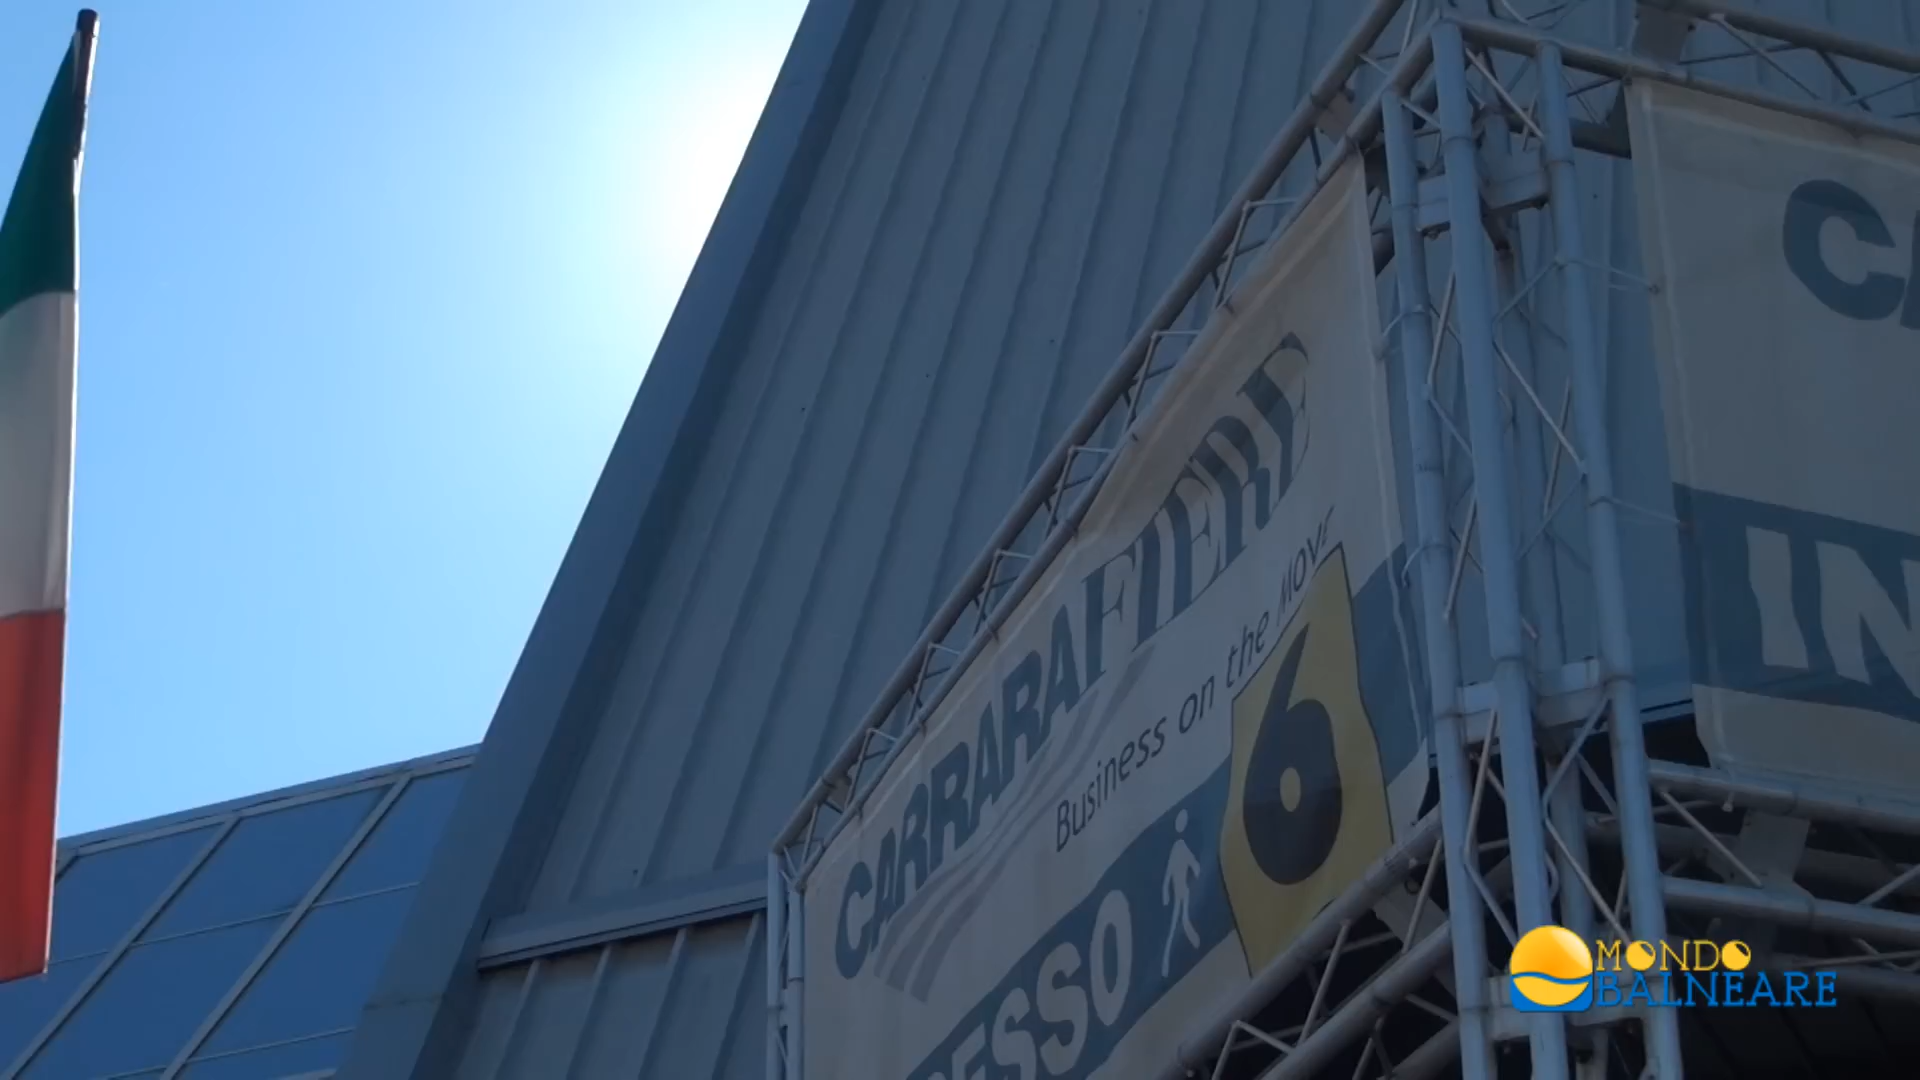 CARRARAFIERE
Business on the MOVE
6
ESSO
IN
MONDO
BALNEARE